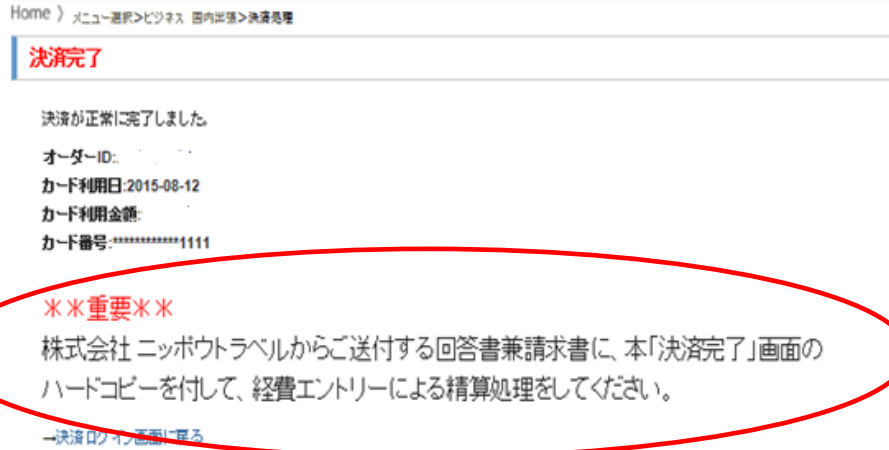 Home 〉 メニュー選択>ビジネス 国内出張>決済処理
決済完了
決済が正常に完了しました。
オーダーID:
カード利用日:2015-08-12
カード利用金額:
カード番号:************1111
**重要**
株式会社 ニッポウトラベルからご送付する回答書兼請求書に、本「決済完了」画面の
ハードコピーを付して、経費エントリーによる精算処理をしてください。
→決済ログイン画面に戻る